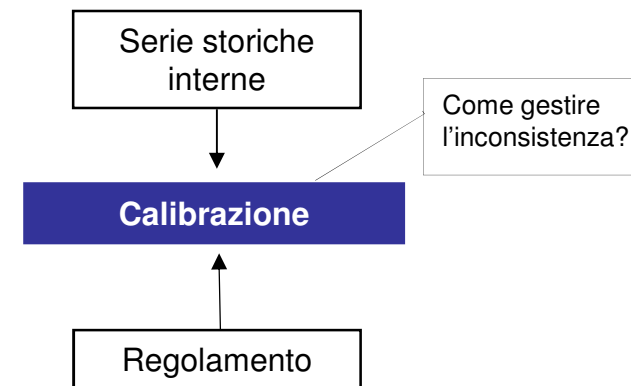 Serie storiche
interne
Come gestire
l'inconsistenza?
Calibrazione
Regolamento